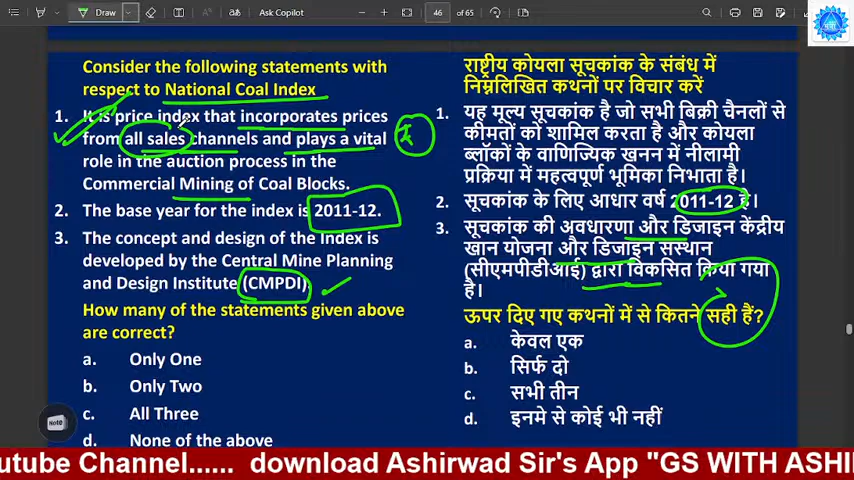 Draw
Ask Copilot
46 of 65
Consider the following statements with
respect to National Coal Index
1. It is price index that incorporates prices
from all sales channels and plays a vital
role in the auction process in the
Commercial Mining of Coal Blocks.
2. The base year for the index is 2011-12.
3. The concept and design of the Index is
developed by the Central Mine Planning
and Design Institute (CMPDI).
How many of the statements given above
are correct?
a. Only One
b. Only Two
c. All Three
d. None of the above
राष्ट्रीय कोयला सूचकांक के संबंध में
निम्नलिखित कथनों पर विचार करें
1. यह मूल्य सूचकांक है जो सभी बिक्री चैनलों से
कीमतों को शामिल करता है और कोयला
ब्लॉकों के वाणिज्यिक खनन में नीलामी
प्रक्रिया में महत्वपूर्ण भूमिका निभाता है।
2. सूचकांक के लिए आधार वर्ष 2011-12 है।
3. सूचकांक की अवधारणा और डिजाइन केंद्रीय
खान योजना और डिजाइन संस्थान
(सीएमपीडीआई) द्वारा विकसित किया गया
है।
ऊपर दिए गए कथनों में से कितने सही हैं?
a. केवल एक
b. सिर्फ दो
c. सभी तीन
d. इनमे से कोई भी नहीं
utube Channel...... download Ashirwad Sir's App "GS WITH ASHI